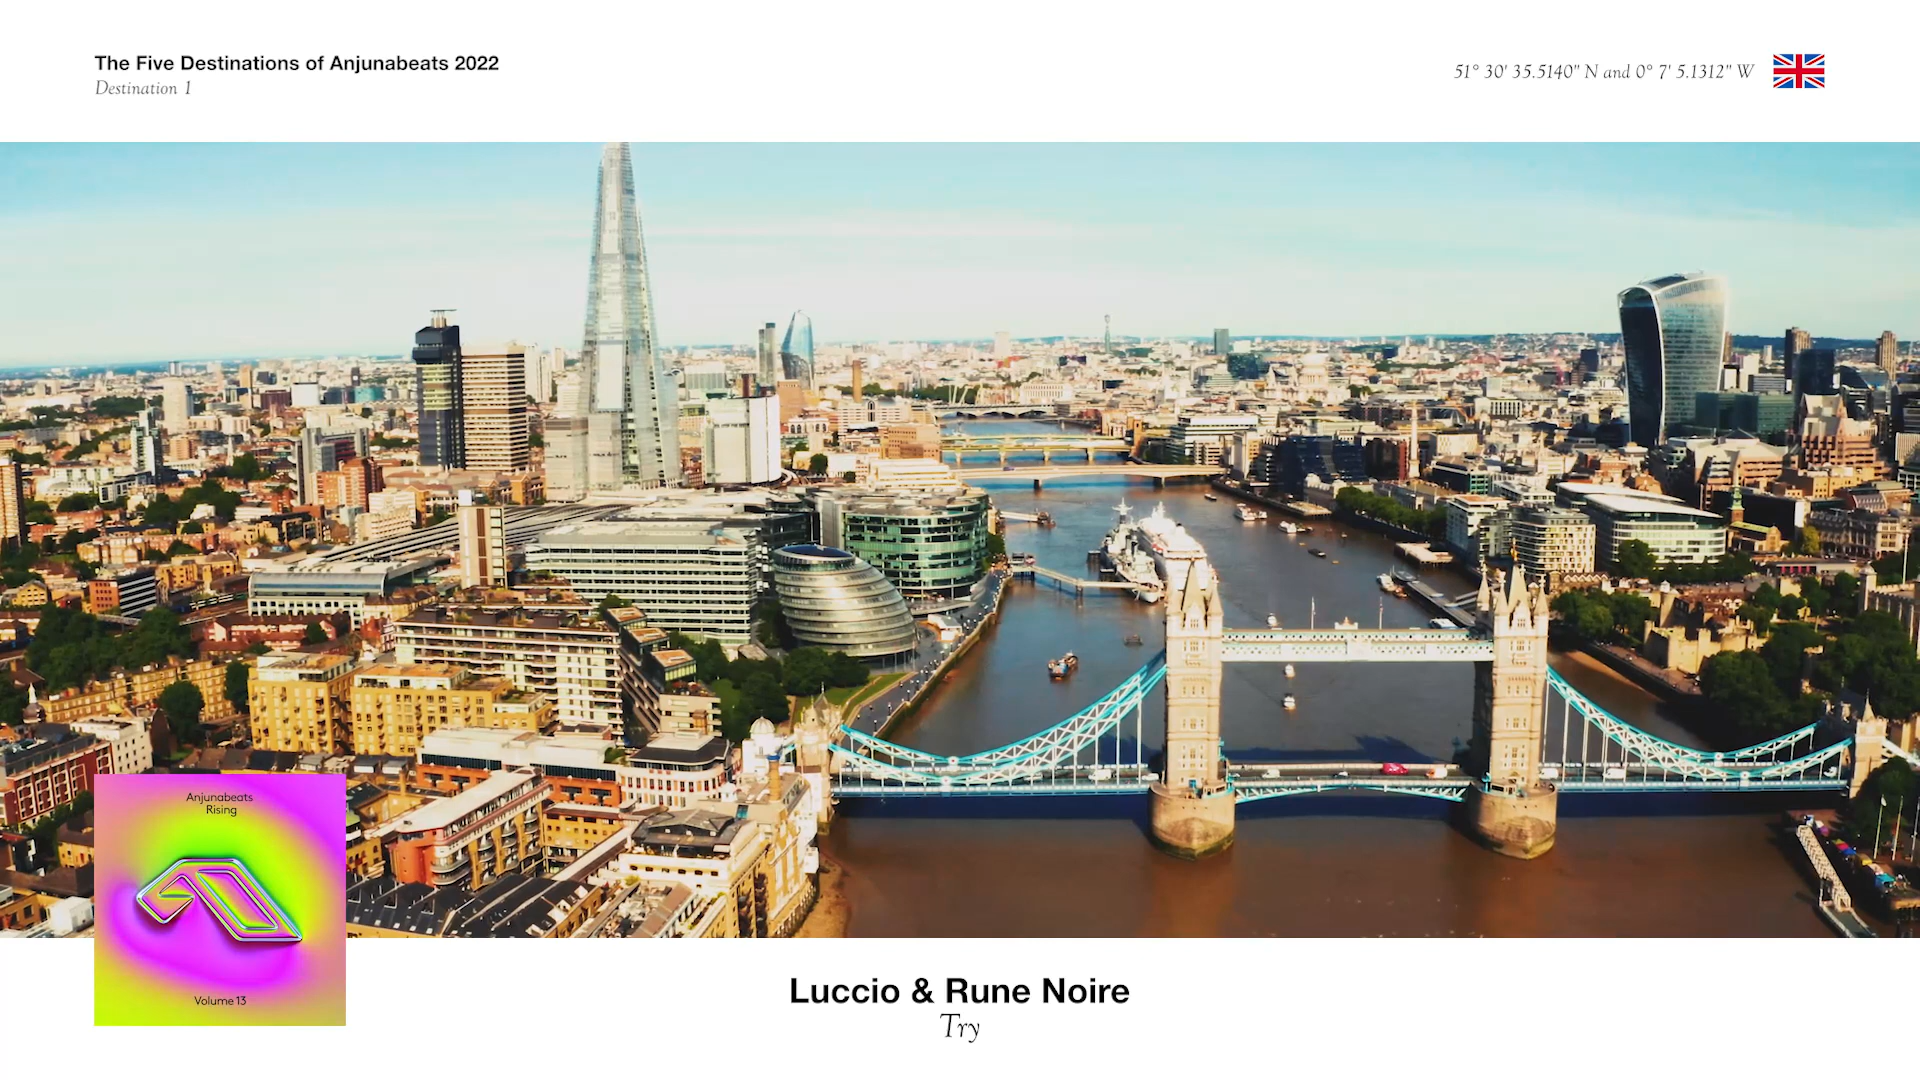 The Five Destinations of Anjunabeats 2022
Destination 1
51° 30' 35.5140" N and 0° 7' 5.1312" W
Anjunabeats
Rising
Volume 13
Luccio & Rune Noire
Try